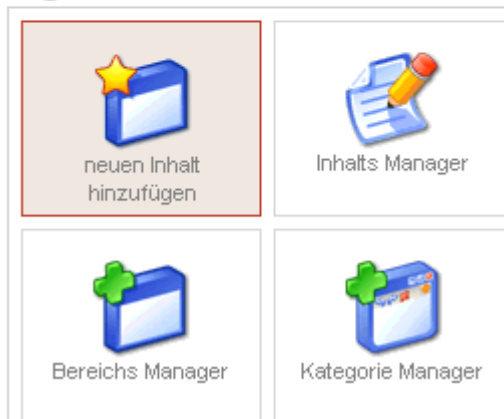 neuen Inhalt
hinzufügen
Inhalts Manager
Bereichs Manager
Kategorie Manager